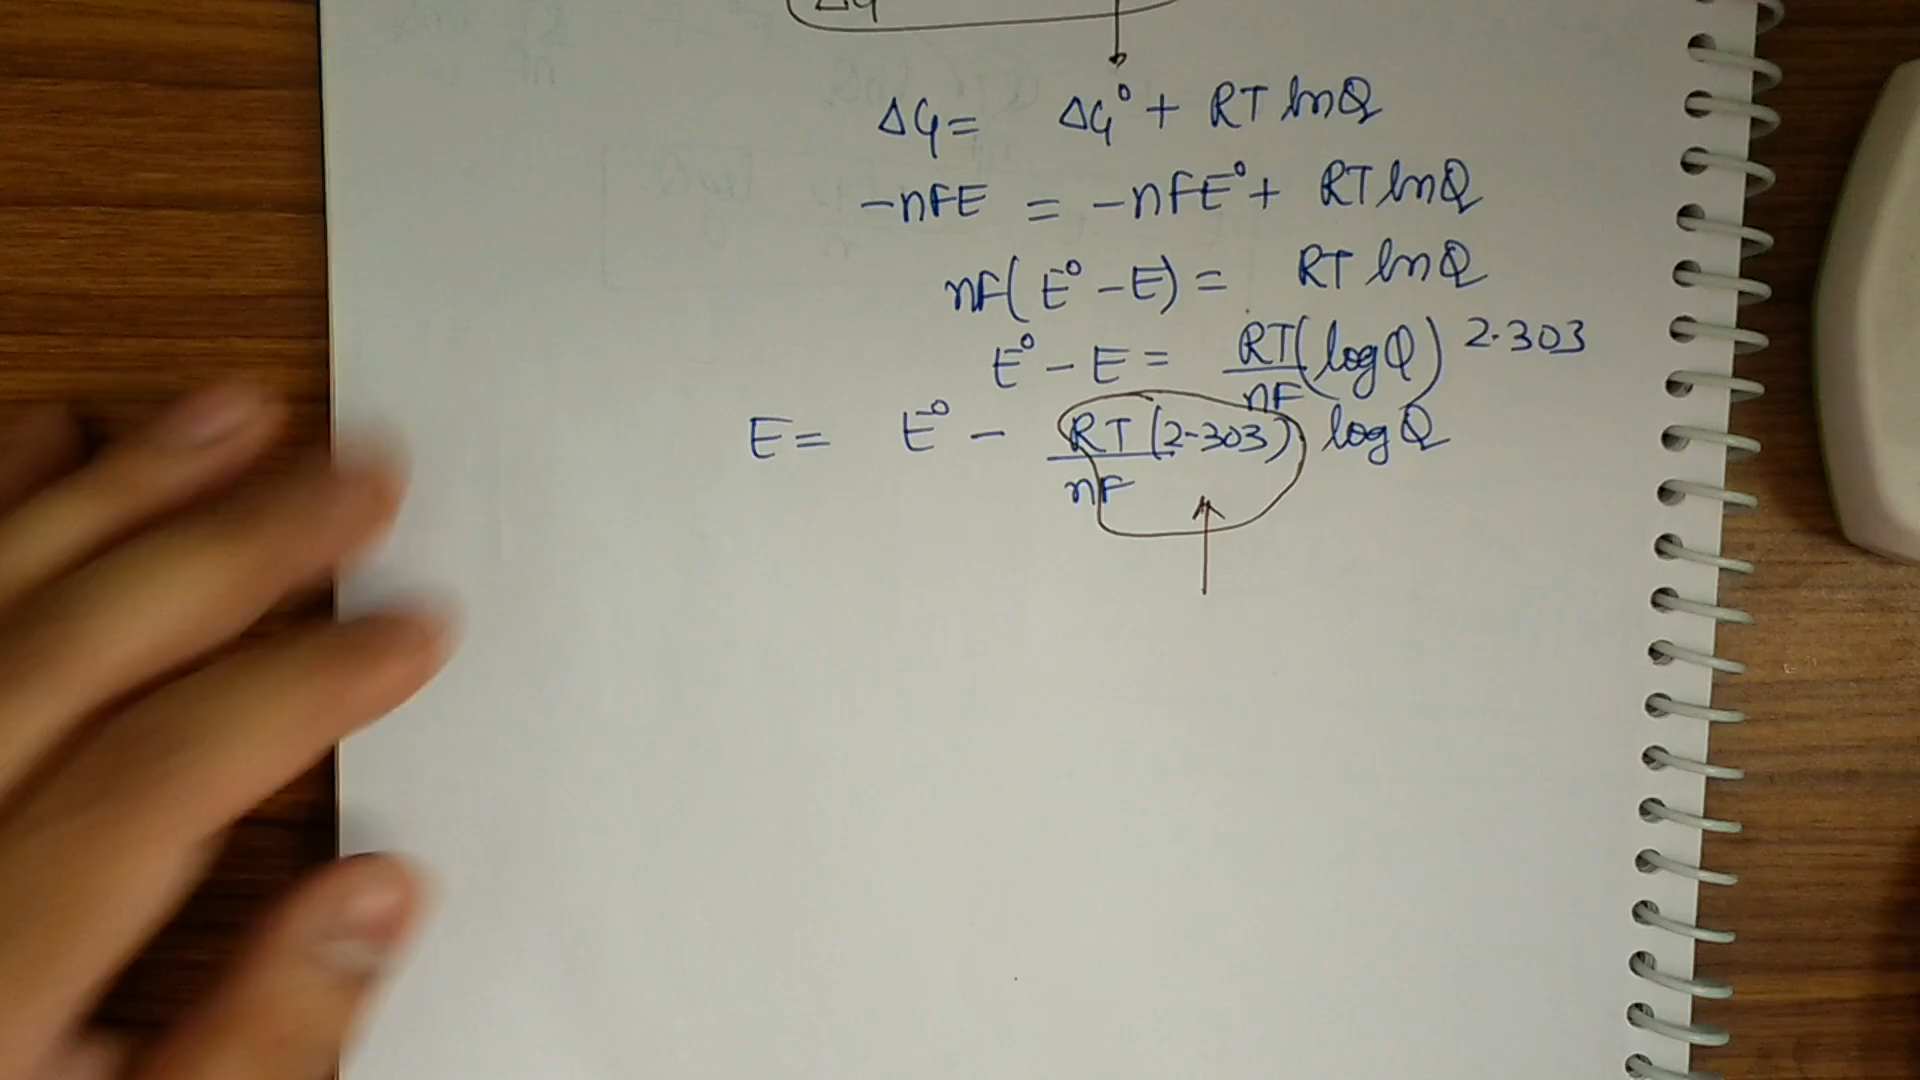 ΔG
ΔG = ΔG° + RT lnQ
-nFE = -nFE° + RT lnQ
nF(E° - E) = RT lnQ
E° - E = RT/nF (logQ) 2.303
E = E° - RT(2-303)/nF logQ